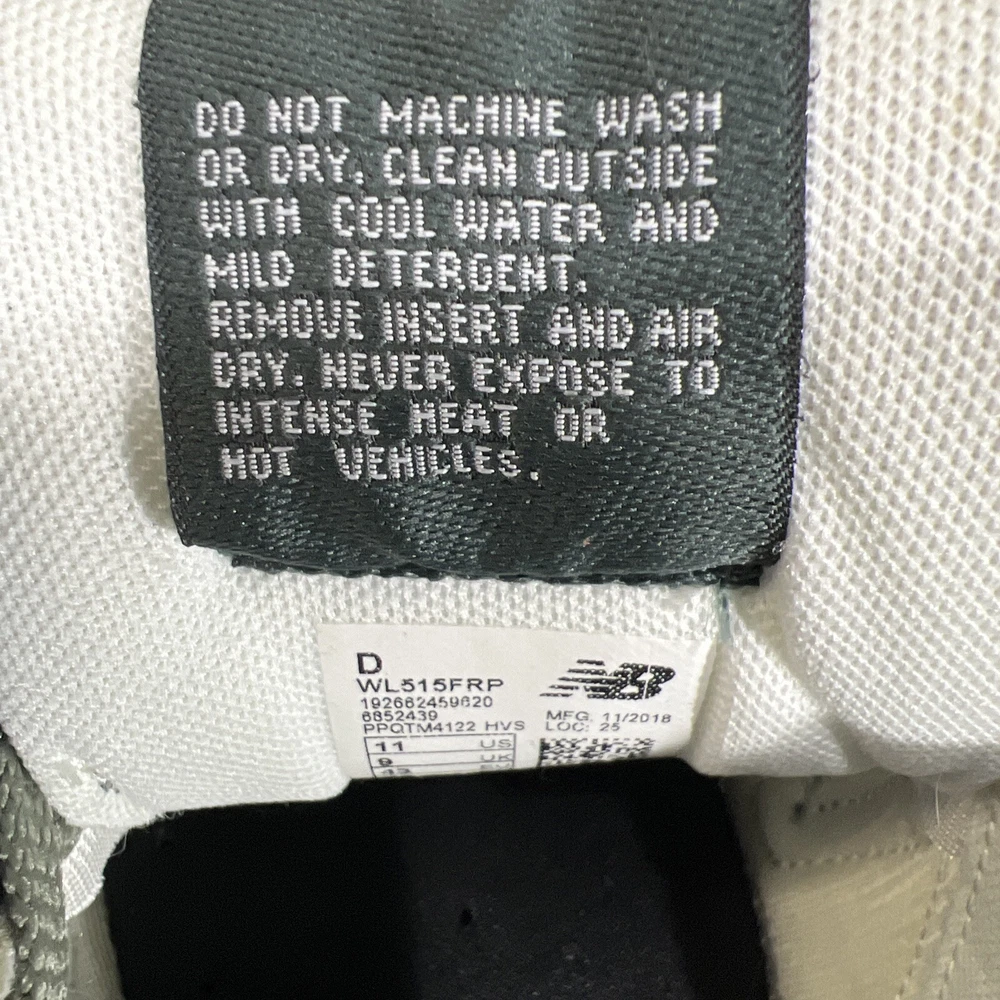 DO NOT MACHINE WASH
OR DRY. CLEAN OUTSIDE
WITH COOL WATER AND
MILD DETERGENT.
REMOVE INSERT AND AIR
DRY. NEVER EXPOSE TO
INTENSE HEAT OR
HOT VEHICLES.
D
WL515FRP
192662459620
6852439
PPQTM4122 HVS
11 US
9 UK
MFG. 11/2018
LOC: 25